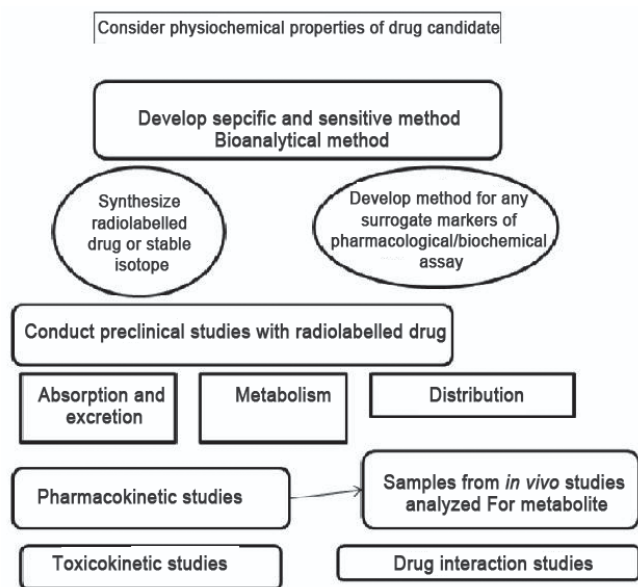 Consider physiochemical properties of drug candidate
Develop sepcific and sensitive method
Bioanalytical method
Synthesize
radiolabelled
drug or stable
isotope
Develop method for any
surrogate markers of
pharmacological/biochemical
assay
Conduct preclinical studies with radiolabelled drug
Absorption and
excretion
Metabolism
Distribution
Pharmacokinetic studies
Samples from in vivo studies
analyzed For metabolite
Toxicokinetic studies
Drug interaction studies